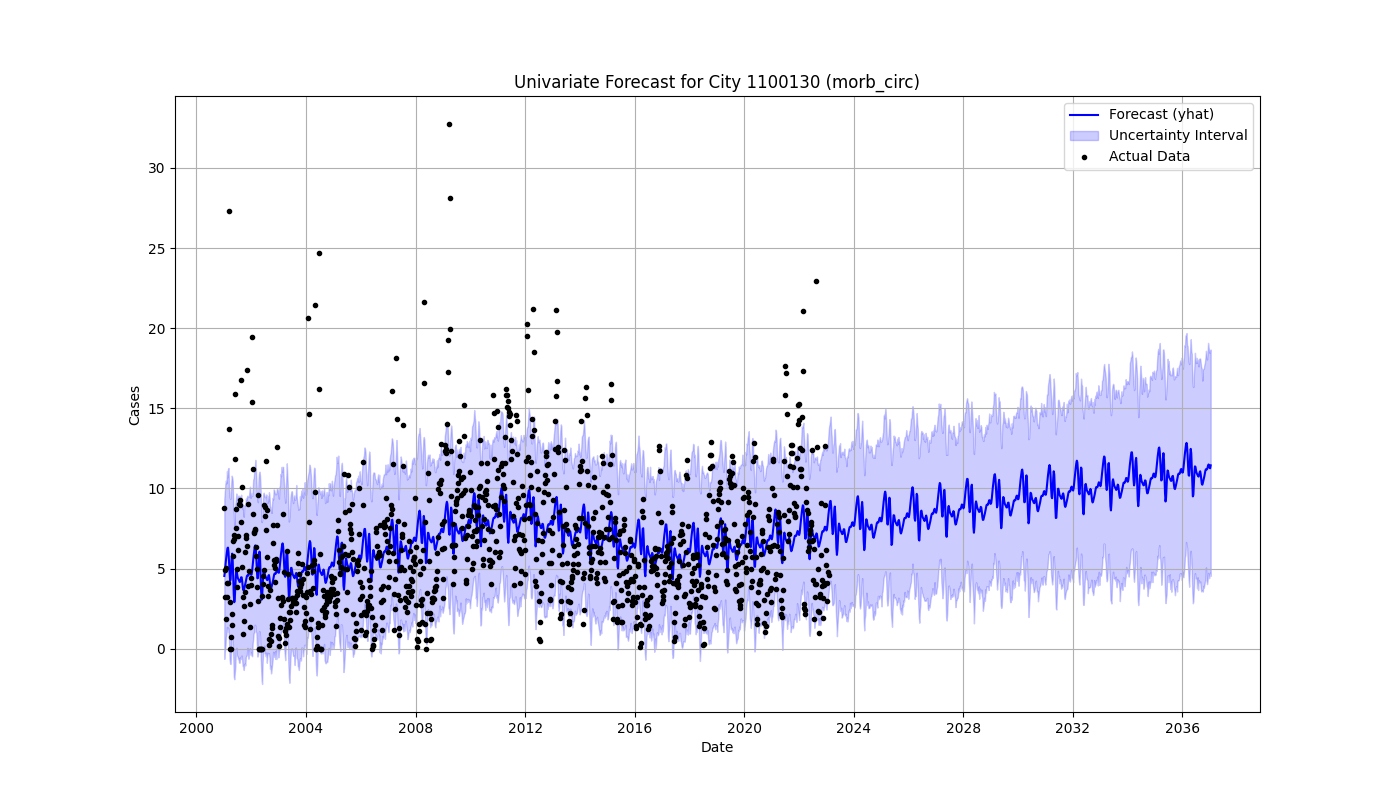 Univariate Forecast for City 1100130 (morb_circ)
Forecast (yhat)
Uncertainty Interval
Actual Data
Cases
30
25
20
15
10
5
0
2000 2004 2008 2012 2016 2020 2024 2028 2032 2036
Date